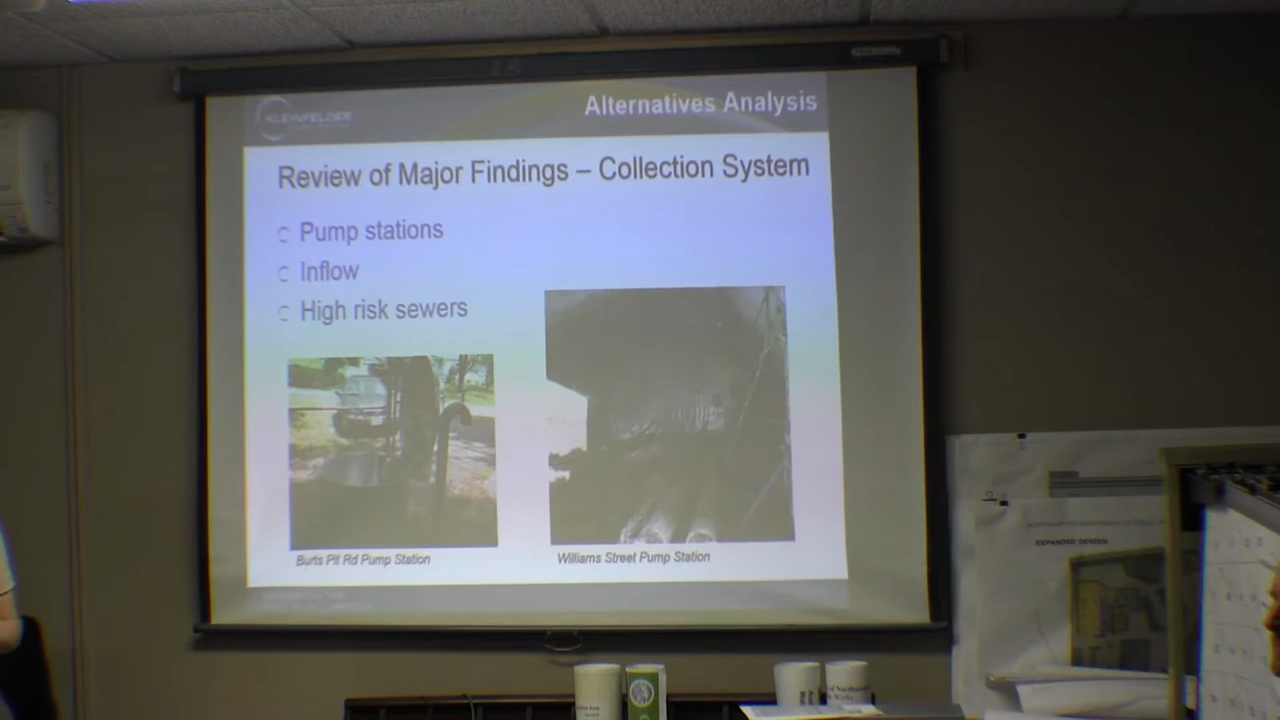 KLEINFELDER
Alternatives Analysis
Review of Major Findings – Collection System
Pump stations
Inflow
High risk sewers
Burts Pit Rd Pump Station
Williams Street Pump Station
EXPANDED DESIGN